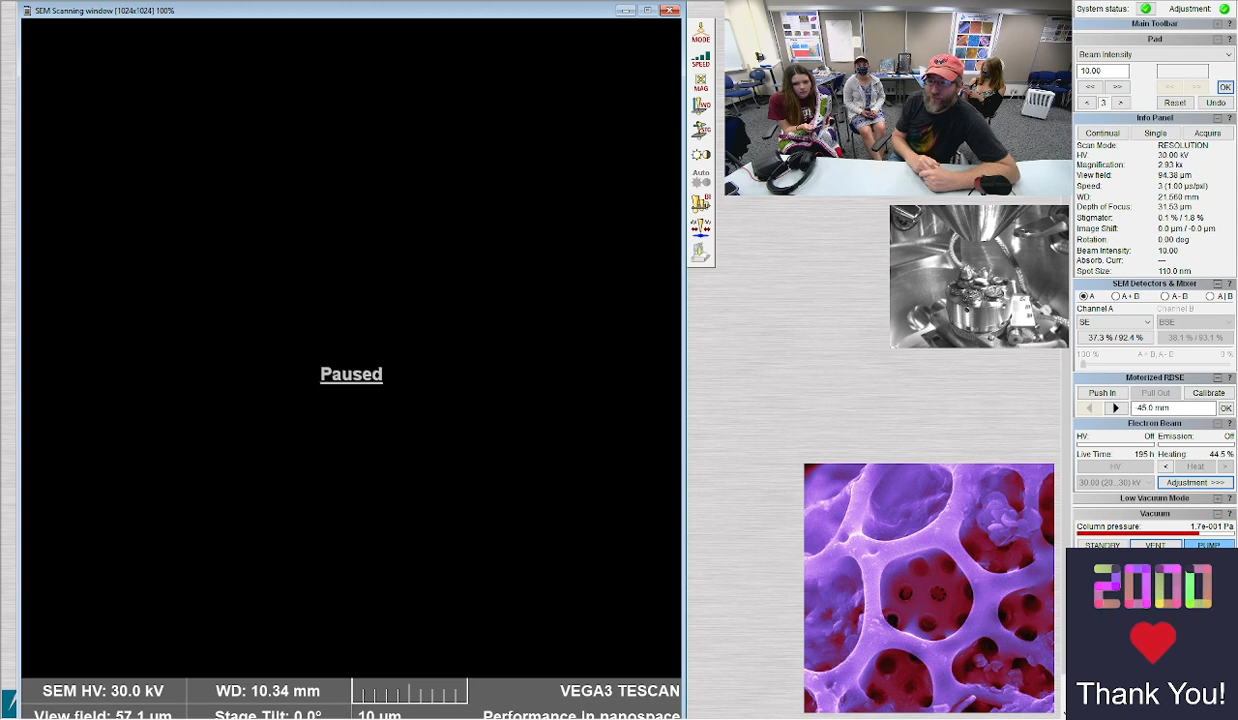 SEM Scanning window [1024x1024] 100%
Paused
SEM HV: 30.0 kV
WD: 10.34 mm
VEGA3 TESCAN
View field: 57.1 µm
Stage Tilt: 0.0°
10 µm
Performance in nanospace
MODE
SPEED
MAG
WD
STG
Auto
System status:
Adjustment:
Main Toolbar
Pad
Beam Intensity
10.00
<< >> << >> OK
< 3 > Reset Undo
Info Panel
Continual Single Acquire
Scan Mode: RESOLUTION
HV: 30.00 kV
Magnification: 2.93 kx
View field: 94.38 µm
Speed: 3 (1.00 µs/pxl)
WD: 21.560 mm
Depth of Focus: 31.53 µm
Stigmator: 0.1 % / 1.8 %
Image Shift: 0.0 µm / -0.0 µm
Rotation: 0.00 deg
Beam Intensity: 10.00
Absorb. Curr: ---
Spot Size: 110.0 nm
SEM Detectors & Mixer
A A + B A - B A | B
Channel A Channel B
SE BSE
37.3 % / 92.4 % 38.1 % / 93.1 %
100 % A + B, A - B 0 %
Motorized RBSE
Push In Pull Out Calibrate
-45.0 mm OK
Electron Beam
HV: Off Emission: Off
Live Time: 195 h Heating: 44.5 %
HV < Heat >
30.00 (20...30) kV Adjustment >>>
Low Vacuum Mode
Vacuum
Column pressure: 1.7e-001 Pa
STANDBY VENT PUMP
2000
Thank You!